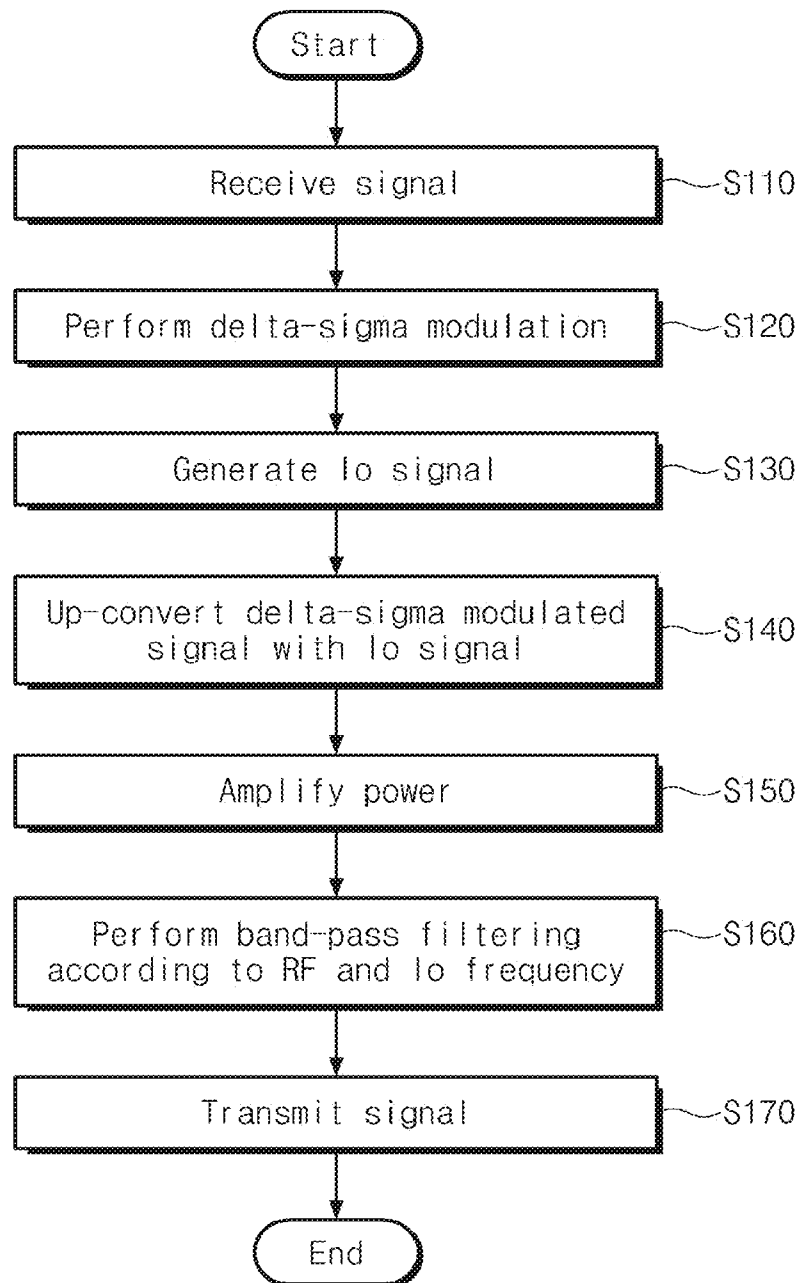 Start
Receive signal
S110
Perform delta-sigma modulation
S120
Generate lo signal
S130
Up-convert delta-sigma modulated
signal with lo signal
S140
Amplify power
S150
Perform band-pass filtering
according to RF and lo frequency
S160
Transmit signal
S170
End